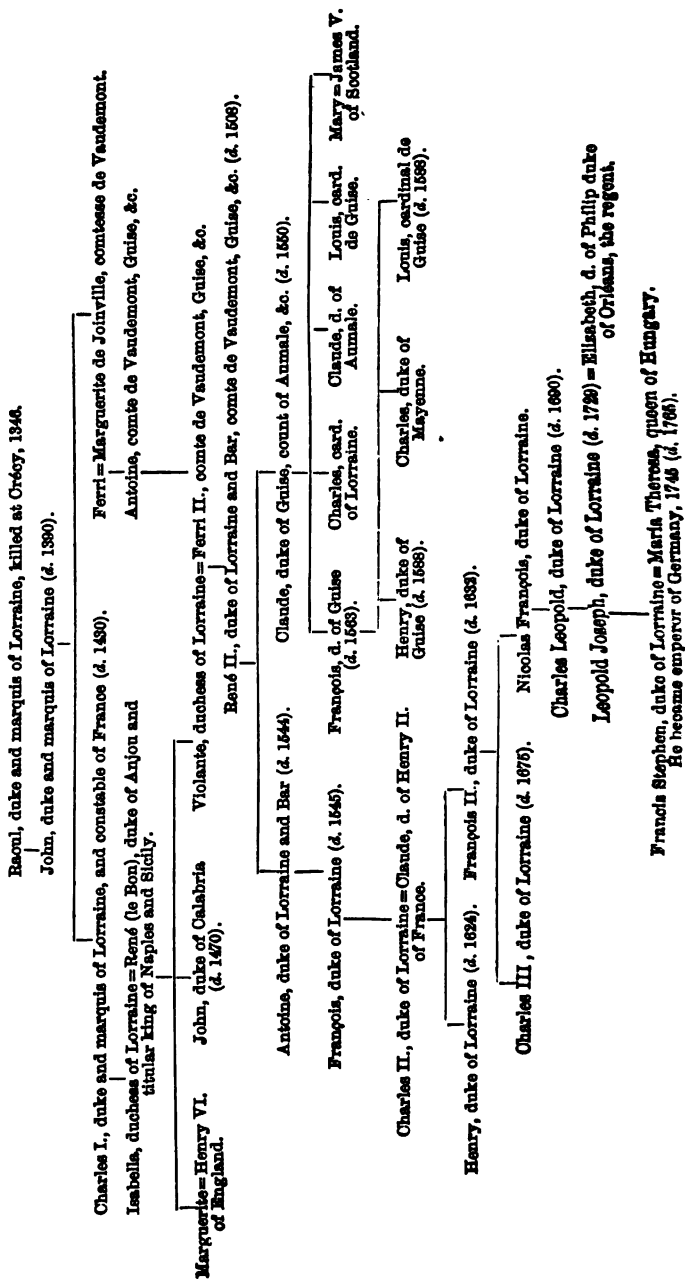 Raoul, duke and marquis of Lorraine, killed at Crécy, 1346.
John, duke and marquis of Lorraine (d. 1390).
Charles I., duke and marquis of Lorraine, and constable of France (d. 1430).
Ferri=Marguerite de Joinville, comtesse de Vaudemont.
Isabella, duchess of Lorraine=René (le Bon), duke of Anjou and
titular king of Naples and Sicily.
Antoine, comte de Vaudemont, Guise, &c.
Marguerite=Henry VI.
of England.
John, duke of Calabria
(d. 1470).
Violante, duchess of Lorraine=Ferri II., comte de Vaudemont, Guise, &c.
René II., duke of Lorraine and Bar, comte de Vaudemont, Guise, &c. (d. 1508).
Antoine, duke of Lorraine and Bar (d. 1544).
Claude, duke of Guise, count of Aumale, &c. (d. 1550).
François, duke of Lorraine (d. 1545).
François, d. of Guise
(d. 1563).
Charles, card.
of Lorraine.
Claude, d. of
Aumale.
Louis, card.
de Guise.
Mary=James V.
of Scotland.
Charles II., duke of Lorraine=Claude, d. of Henry II.
of France.
Henry, duke of
Guise (d. 1588).
Charles, duke of
Mayenne.
Louis, cardinal de
Guise (d. 1588).
Henry, duke of Lorraine (d. 1624).
François II., duke of Lorraine (d. 1632).
Charles III, duke of Lorraine (d. 1675).
Nicolas François, duke of Lorraine.
Charles Leopold, duke of Lorraine (d. 1690).
Leopold Joseph, duke of Lorraine (d. 1729)=Elisabeth, d. of Philip duke
of Orléans, the regent.
Francis Stephen, duke of Lorraine=Maria Theresa, queen of Hungary.
He became emperor of Germany, 1745 (d. 1765).